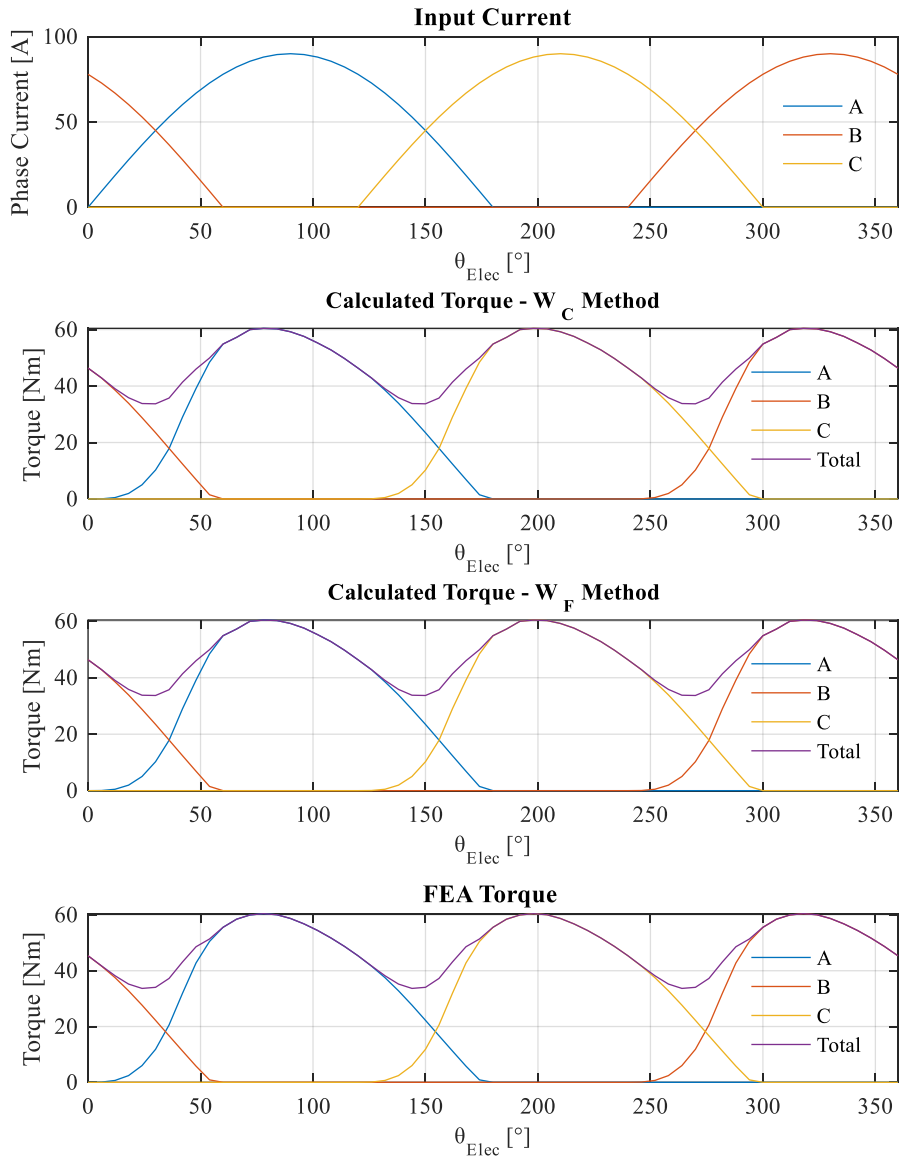 Input Current
Phase Current [A]
100
50
0
A
B
C
0 50 100 150 200 250 300 350
θElec [°]
Calculated Torque - W C Method
Torque [Nm]
60
40
20
0
A
B
C
Total
0 50 100 150 200 250 300 350
θElec [°]
Calculated Torque - W F Method
Torque [Nm]
60
40
20
0
A
B
C
Total
0 50 100 150 200 250 300 350
θElec [°]
FEA Torque
Torque [Nm]
60
40
20
0
A
B
C
Total
0 50 100 150 200 250 300 350
θElec [°]